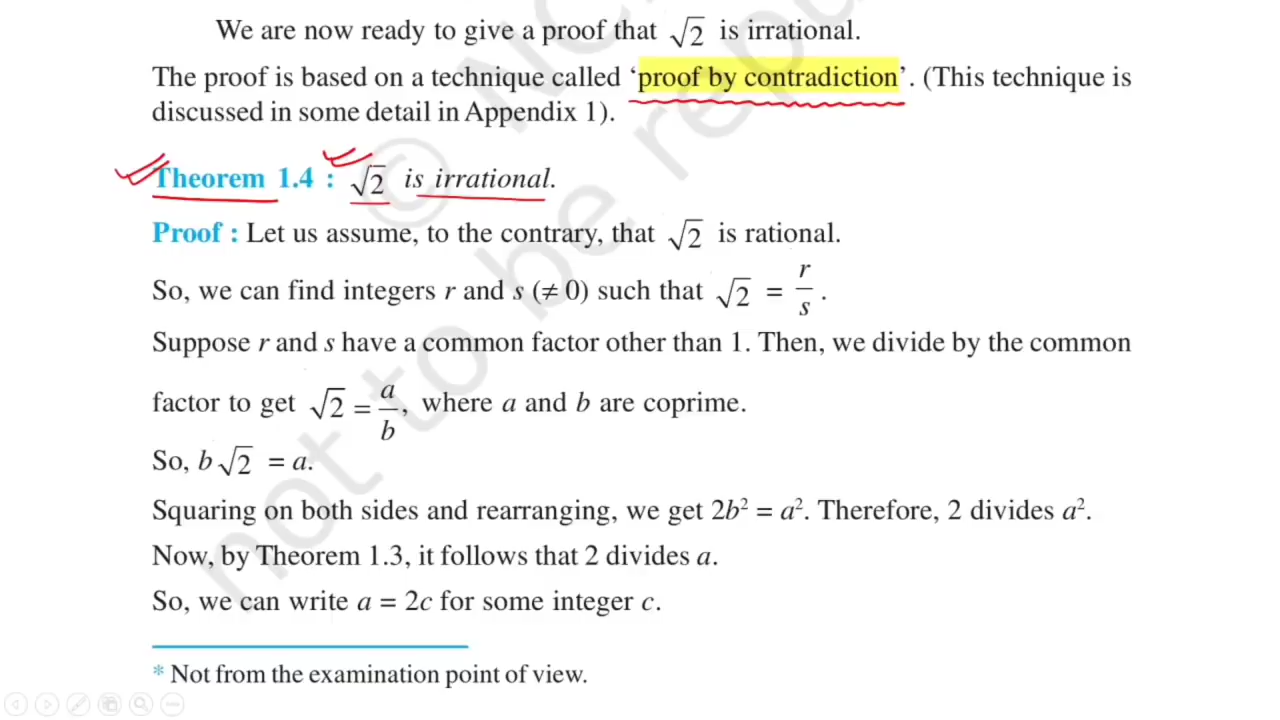 We are now ready to give a proof that √2 is irrational.
The proof is based on a technique called ‘proof by contradiction’. (This technique is
discussed in some detail in Appendix 1).
Theorem 1.4 : √2 is irrational.
Proof : Let us assume, to the contrary, that √2 is rational.
So, we can find integers r and s (≠ 0) such that √2 = r/s.
Suppose r and s have a common factor other than 1. Then, we divide by the common
factor to get √2 = a/b, where a and b are coprime.
So, b√2 = a.
Squaring on both sides and rearranging, we get 2b² = a². Therefore, 2 divides a².
Now, by Theorem 1.3, it follows that 2 divides a.
So, we can write a = 2c for some integer c.
* Not from the examination point of view.
© NC
not to be repu